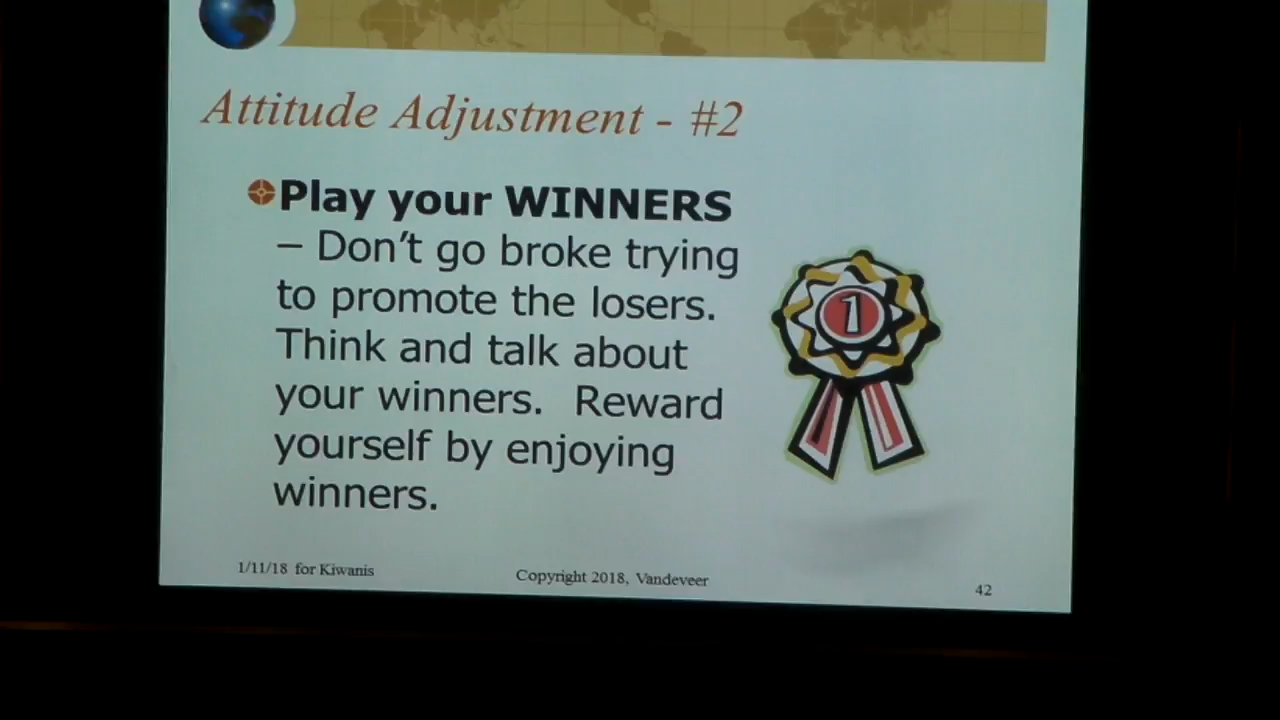 Attitude Adjustment - #2
Play your WINNERS
– Don't go broke trying
to promote the losers.
Think and talk about
your winners.  Reward
yourself by enjoying
winners.
1
1/11/18 for Kiwanis
Copyright 2018, Vandeveer
42